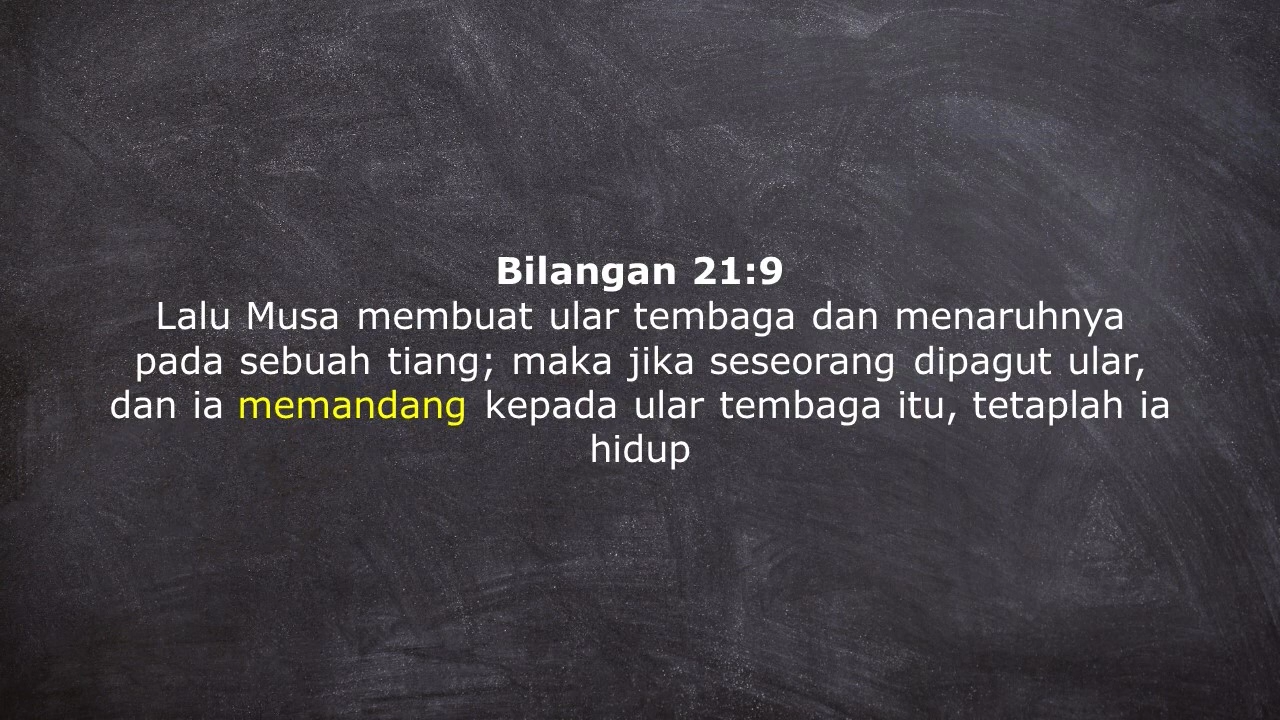 Bilangan 21:9
Lalu Musa membuat ular tembaga dan menaruhnya
pada sebuah tiang; maka jika seseorang dipagut ular,
dan ia memandang kepada ular tembaga itu, tetaplah ia
hidup